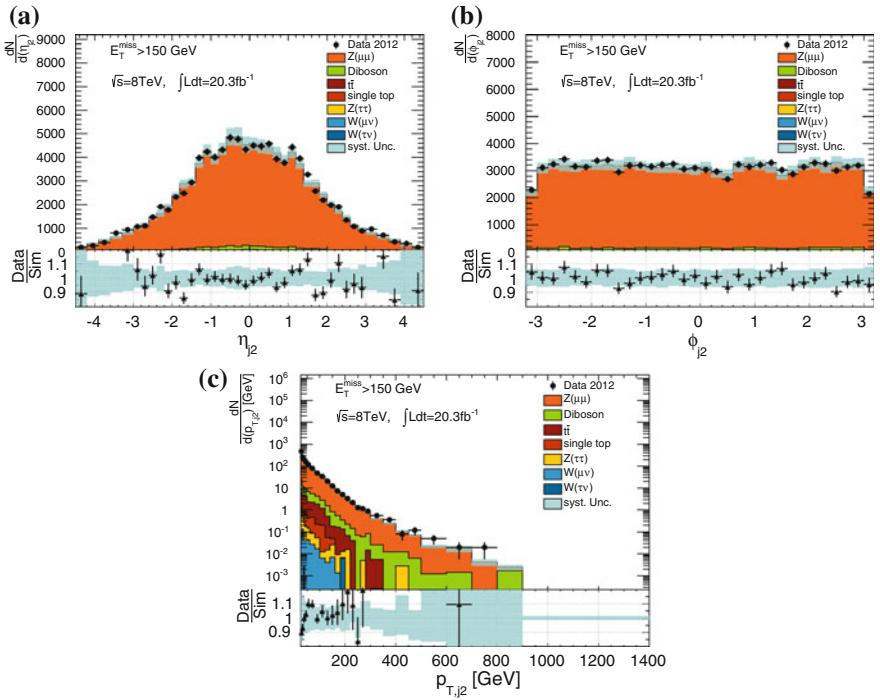 (a)
dN
d(η_j2)
9000
8000
7000
6000
5000
4000
3000
2000
1000
0
E_T^miss >150 GeV
√s=8TeV, ∫Ldt=20.3fb⁻¹
Data 2012
Z(μμ)
Diboson
tt̄
single top
Z(ττ)
W(μν)
W(τν)
syst. Unc.
Data
Sim
1.1
1
0.9
-4 -3 -2 -1 0 1 2 3 4
η_j2
(b)
dN
d(ϕ_j2)
9000
8000
7000
6000
5000
4000
3000
2000
1000
0
E_T^miss >150 GeV
√s=8TeV, ∫Ldt=20.3fb⁻¹
Data 2012
Z(μμ)
Diboson
tt̄
single top
Z(ττ)
W(μν)
W(τν)
syst. Unc.
Data
Sim
1.1
1
0.9
-3 -2 -1 0 1 2 3
ϕ_j2
(c)
dN
d(p_T,j2) [GeV]
10⁶
10⁵
10⁴
10³
10²
10
1
10⁻¹
10⁻²
10⁻³
E_T^miss >150 GeV
√s=8TeV, ∫Ldt=20.3fb⁻¹
Data 2012
Z(μμ)
Diboson
tt̄
single top
Z(ττ)
W(μν)
W(τν)
syst. Unc.
Data
Sim
1.1
1
0.9
200 400 600 800 1000 1200 1400
p_T,j2 [GeV]